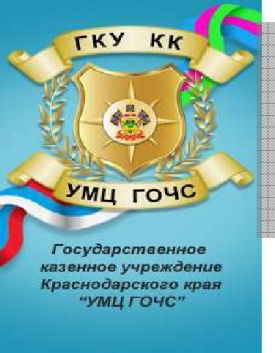 ГКУ КК
УМЦ ГОЧС
Государственное
казенное учреждение
Краснодарского края
“УМЦ ГОЧС”